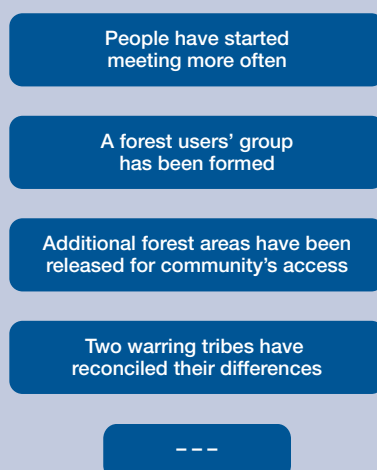 People have started
meeting more often
A forest users’ group
has been formed
Additional forest areas have been
released for community’s access
Two warring tribes have
reconciled their differences
– – –